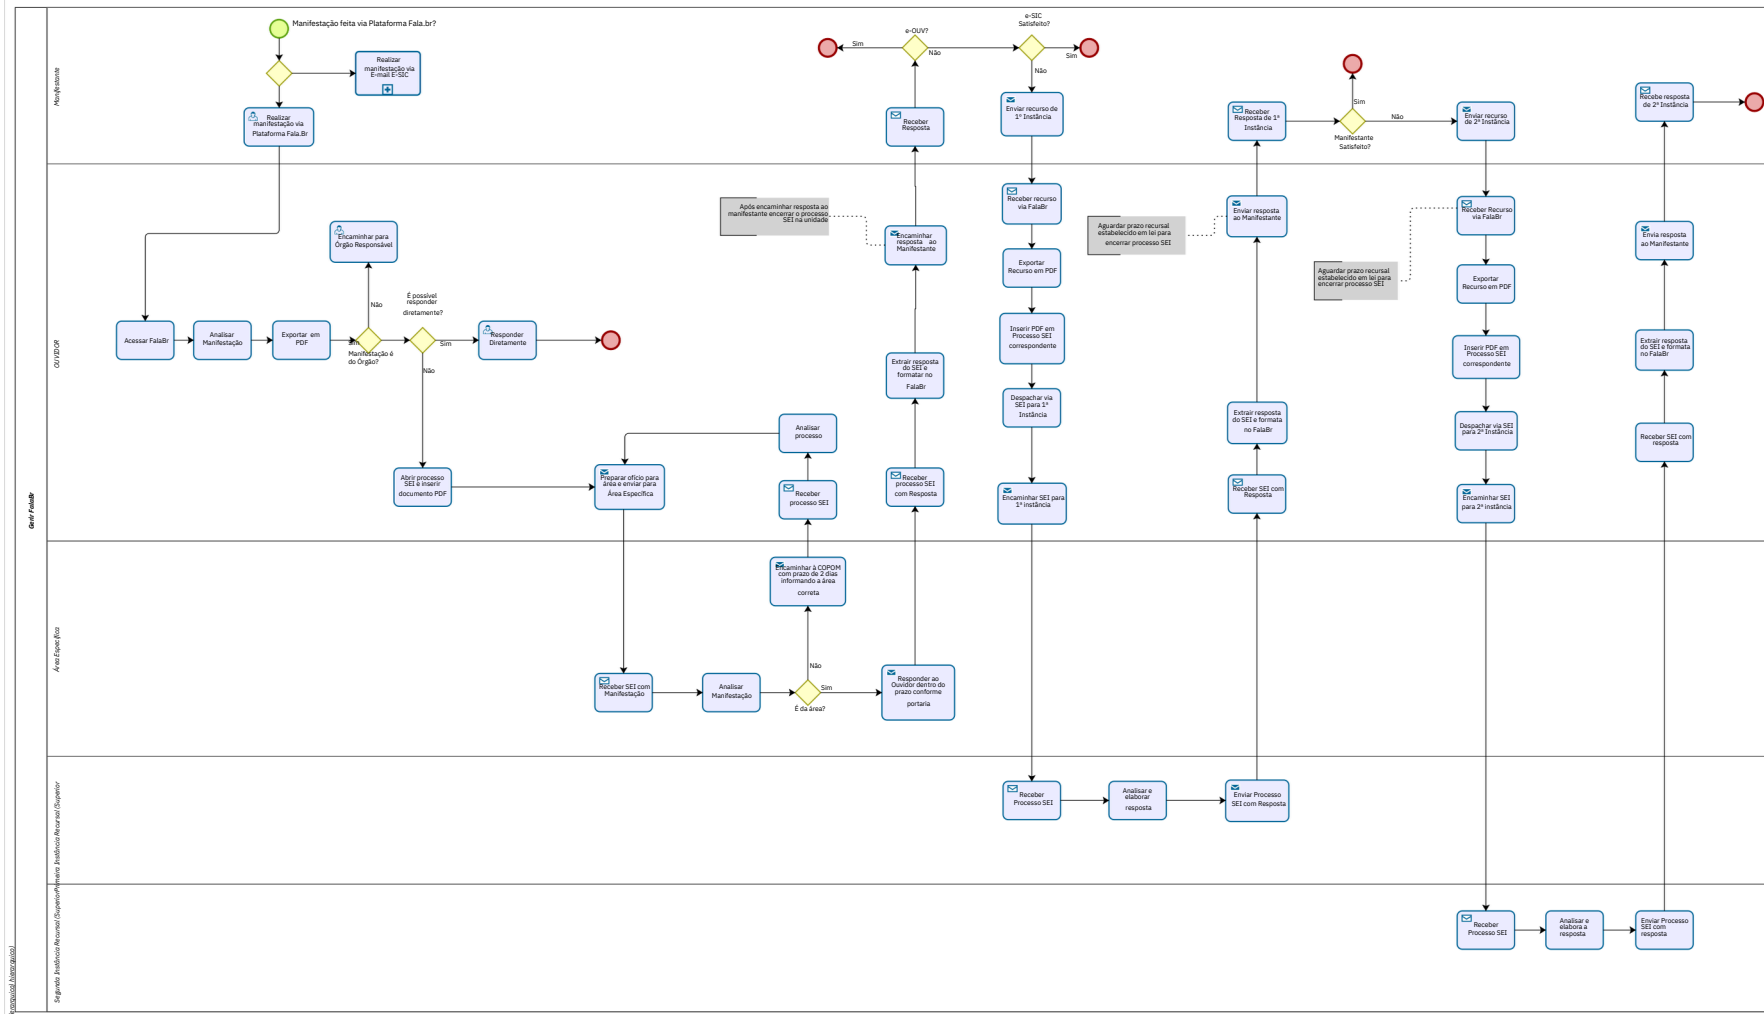 Manifestação feita via Plataforma Fala.br?
Realizar
manifestação via
E-mail E-SIC
Realizar
manifestação via
Plataforma Fala.Br
Manifestante
e-OUV?
Sim
Não
e-SIC
Satisfeito?
Sim
Não
Receber
Resposta
Enviar recurso de
1º Instância
Receber
Resposta de 1ª
Instância
Sim
Não
Manifestante
Satisfeito?
Enviar recurso
de 2ª Instância
Recebe resposta
de 2ª Instância
OUVIDOR
Encaminhar para
Órgão Responsável
Não
É possível
responder
diretamente?
Acessar FalaBr
Analisar
Manifestação
Exportar em
PDF
Sim
Manifestação é
do Órgão?
Sim
Não
Responder
Diretamente
Abrir processo
SEI e inserir
documento PDF
Preparar ofício para
área e enviar para
Área Específica
Analisar
processo
Receber
processo SEI
Após encaminhar resposta ao
manifestante encerrar o processo
SEI na unidade
Encaminhar
resposta ao
Manifestante
Extrair resposta
do SEI e
formatar no
FalaBr
Receber
processo SEI
com Resposta
Receber recurso
via FalaBr
Exportar
Recurso em PDF
Inserir PDF em
Processo SEI
correspondente
Despachar via
SEI para 1ª
Instância
Encaminhar SEI para
1ª instância
Aguardar prazo recursal
estabelecido em lei para
encerrar processo SEI
Enviar resposta
ao Manifestante
Extrair resposta
do SEI e formata
no FalaBr
Receber SEI com
Resposta
Aguardar prazo recursal
estabelecido em lei para
encerrar processo SEI
Receber Recurso
via FalaBr
Exportar
Recurso em PDF
Inserir PDF em
Processo SEI
correspondente
Despachar via SEI
para 2ª Instância
Encaminhar SEI
para 2ª instância
Envia resposta
ao Manifestante
Extrair resposta
do SEI e formata
no FalaBr
Receber SEI com
resposta
Gerir FalaBr
Área Específica
Encaminhar à COPOM
com prazo de 2 dias
informando a área
correta
Não
Receber SEI com
Manifestação
Analisar
Manifestação
É da área?
Sim
Responder ao
Ouvidor dentro do
prazo conforme
portaria
Primeira Instância Recursal (Superior
Receber
Processo SEI
Analisar e
elaborar
resposta
Enviar Processo
SEI com Resposta
Segunda Instância Recursal (Superior
Receber
Processo SEI
Analisar e
elabora a
resposta
Enviar Processo
SEI com
resposta
hierarquico)